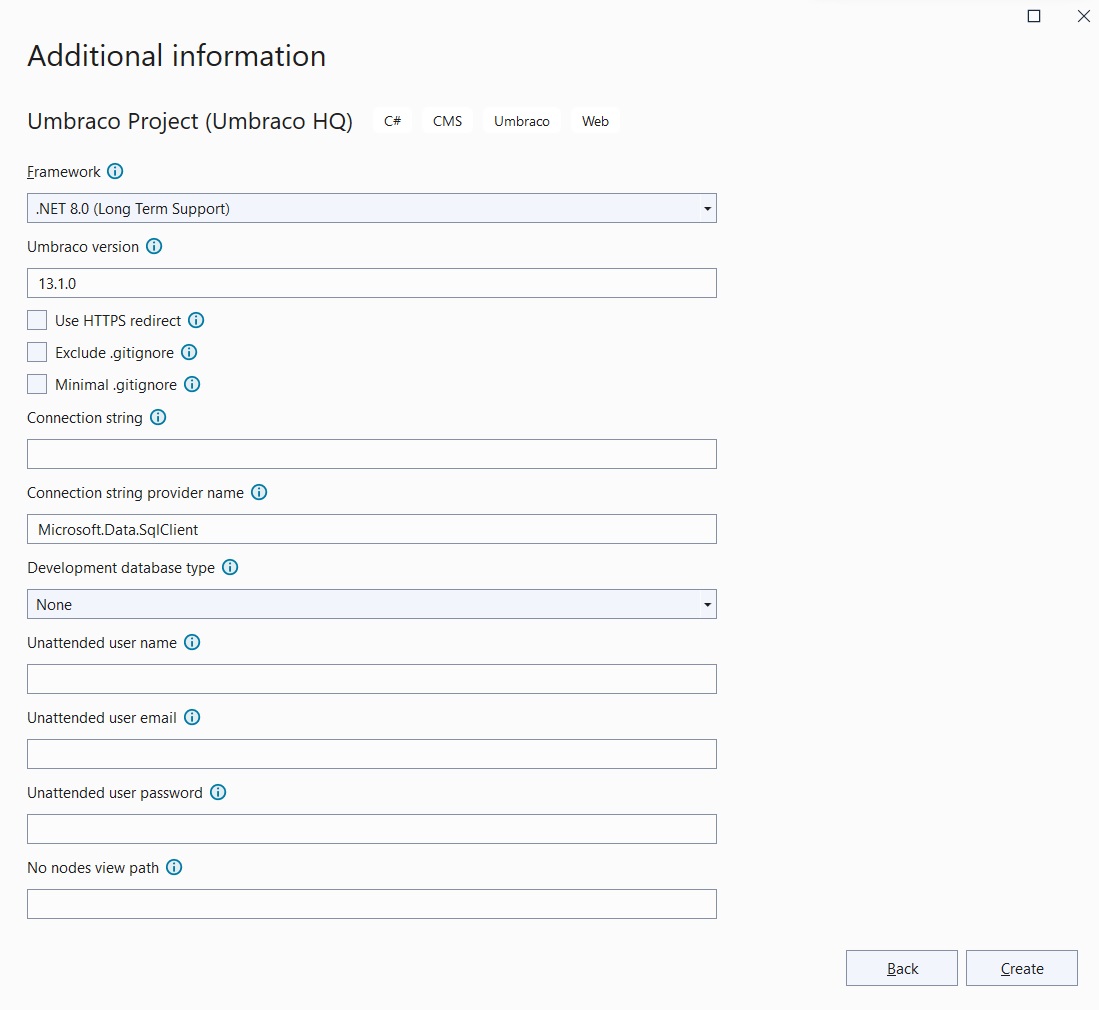 Additional information
Umbraco Project (Umbraco HQ) C# CMS Umbraco Web
Framework
.NET 8.0 (Long Term Support)
Umbraco version
13.1.0
Use HTTPS redirect
Exclude .gitignore
Minimal .gitignore
Connection string
Connection string provider name
Microsoft.Data.SqlClient
Development database type
None
Unattended user name
Unattended user email
Unattended user password
No nodes view path
Back Create